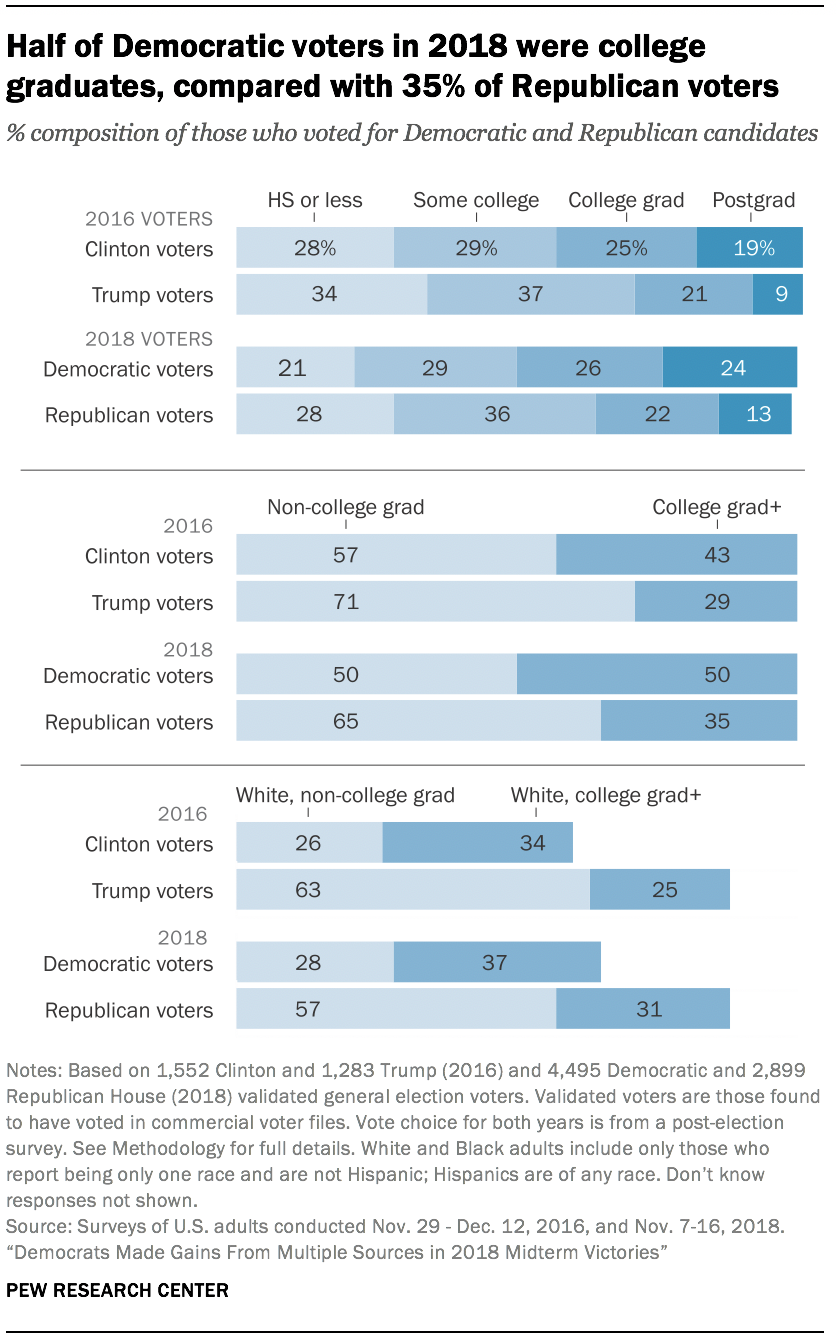 Half of Democratic voters in 2018 were college
graduates, compared with 35% of Republican voters
% composition of those who voted for Democratic and Republican candidates
HS or less Some college College grad Postgrad
2016 VOTERS
Clinton voters 28% 29% 25% 19%
Trump voters 34 37 21 9
2018 VOTERS
Democratic voters 21 29 26 24
Republican voters 28 36 22 13
Non-college grad College grad+
2016
Clinton voters 57 43
Trump voters 71 29
2018
Democratic voters 50 50
Republican voters 65 35
White, non-college grad White, college grad+
2016
Clinton voters 26 34
Trump voters 63 25
2018
Democratic voters 28 37
Republican voters 57 31
Notes: Based on 1,552 Clinton and 1,283 Trump (2016) and 4,495 Democratic and 2,899
Republican House (2018) validated general election voters. Validated voters are those found
to have voted in commercial voter files. Vote choice for both years is from a post-election
survey. See Methodology for full details. White and Black adults include only those who
report being only one race and are not Hispanic; Hispanics are of any race. Don’t know
responses not shown.
Source: Surveys of U.S. adults conducted Nov. 29 - Dec. 12, 2016, and Nov. 7-16, 2018.
“Democrats Made Gains From Multiple Sources in 2018 Midterm Victories”
PEW RESEARCH CENTER